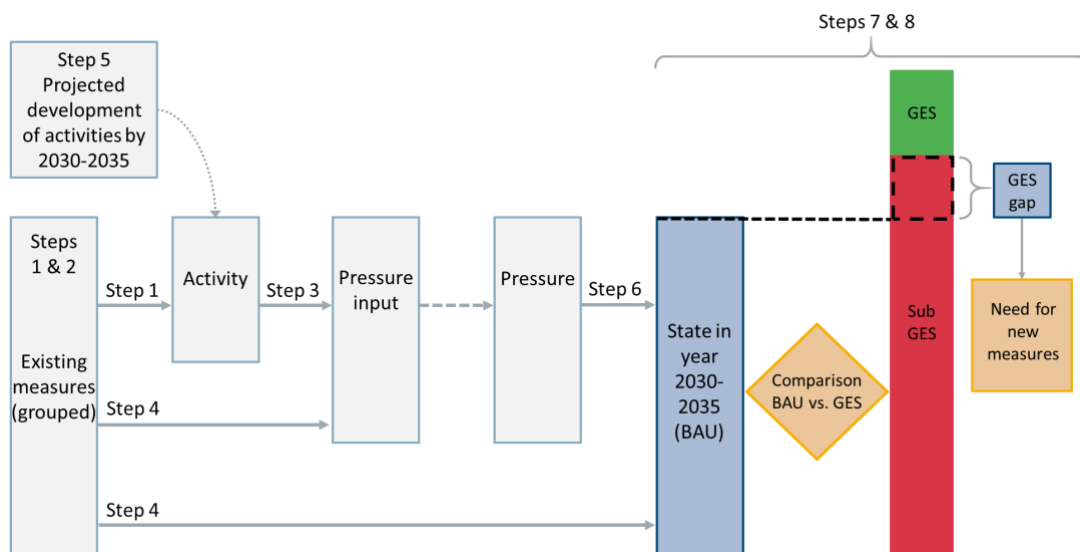 Steps 7 & 8
Step 5
Projected
development
of activities by
2030-2035
GES
GES
gap
Steps
1 & 2
Existing
measures
(grouped)
Step 1
Activity
Step 3
Pressure
input
Pressure
Step 6
Step 4
Step 4
State in
year
2030-
2035
(BAU)
Comparison
BAU vs. GES
Sub
GES
Need for
new
measures